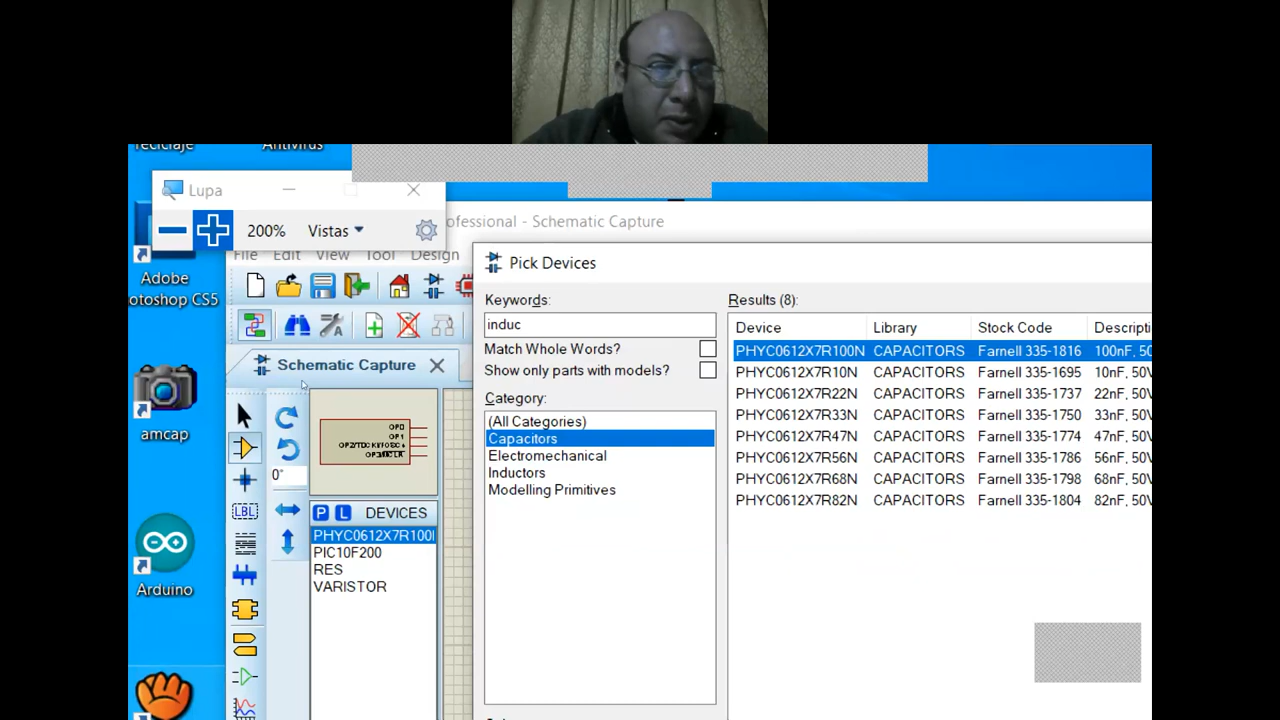 reciclaje
Antivirus
Lupa
200% Vistas
ofessional - Schematic Capture
File Edit View Tool Design
Adobe
otoshop CS5
Pick Devices
Keywords:
induc
Match Whole Words?
Show only parts with models?
Category:
(All Categories)
Capacitors
Electromechanical
Inductors
Modelling Primitives
Results (8):
Device Library Stock Code Descripti
PHYC0612X7R100N CAPACITORS Farnell 335-1816 100nF, 50
PHYC0612X7R10N CAPACITORS Farnell 335-1695 10nF, 50V
PHYC0612X7R22N CAPACITORS Farnell 335-1737 22nF, 50V
PHYC0612X7R33N CAPACITORS Farnell 335-1750 33nF, 50V
PHYC0612X7R47N CAPACITORS Farnell 335-1774 47nF, 50V
PHYC0612X7R56N CAPACITORS Farnell 335-1786 56nF, 50V
PHYC0612X7R68N CAPACITORS Farnell 335-1798 68nF, 50V
PHYC0612X7R82N CAPACITORS Farnell 335-1804 82nF, 50V
Schematic Capture
amcap
Arduino
0°
LBL
GP0
GP1
P L DEVICES
PHYC0612X7R100
PIC10F200
RES
VARISTOR